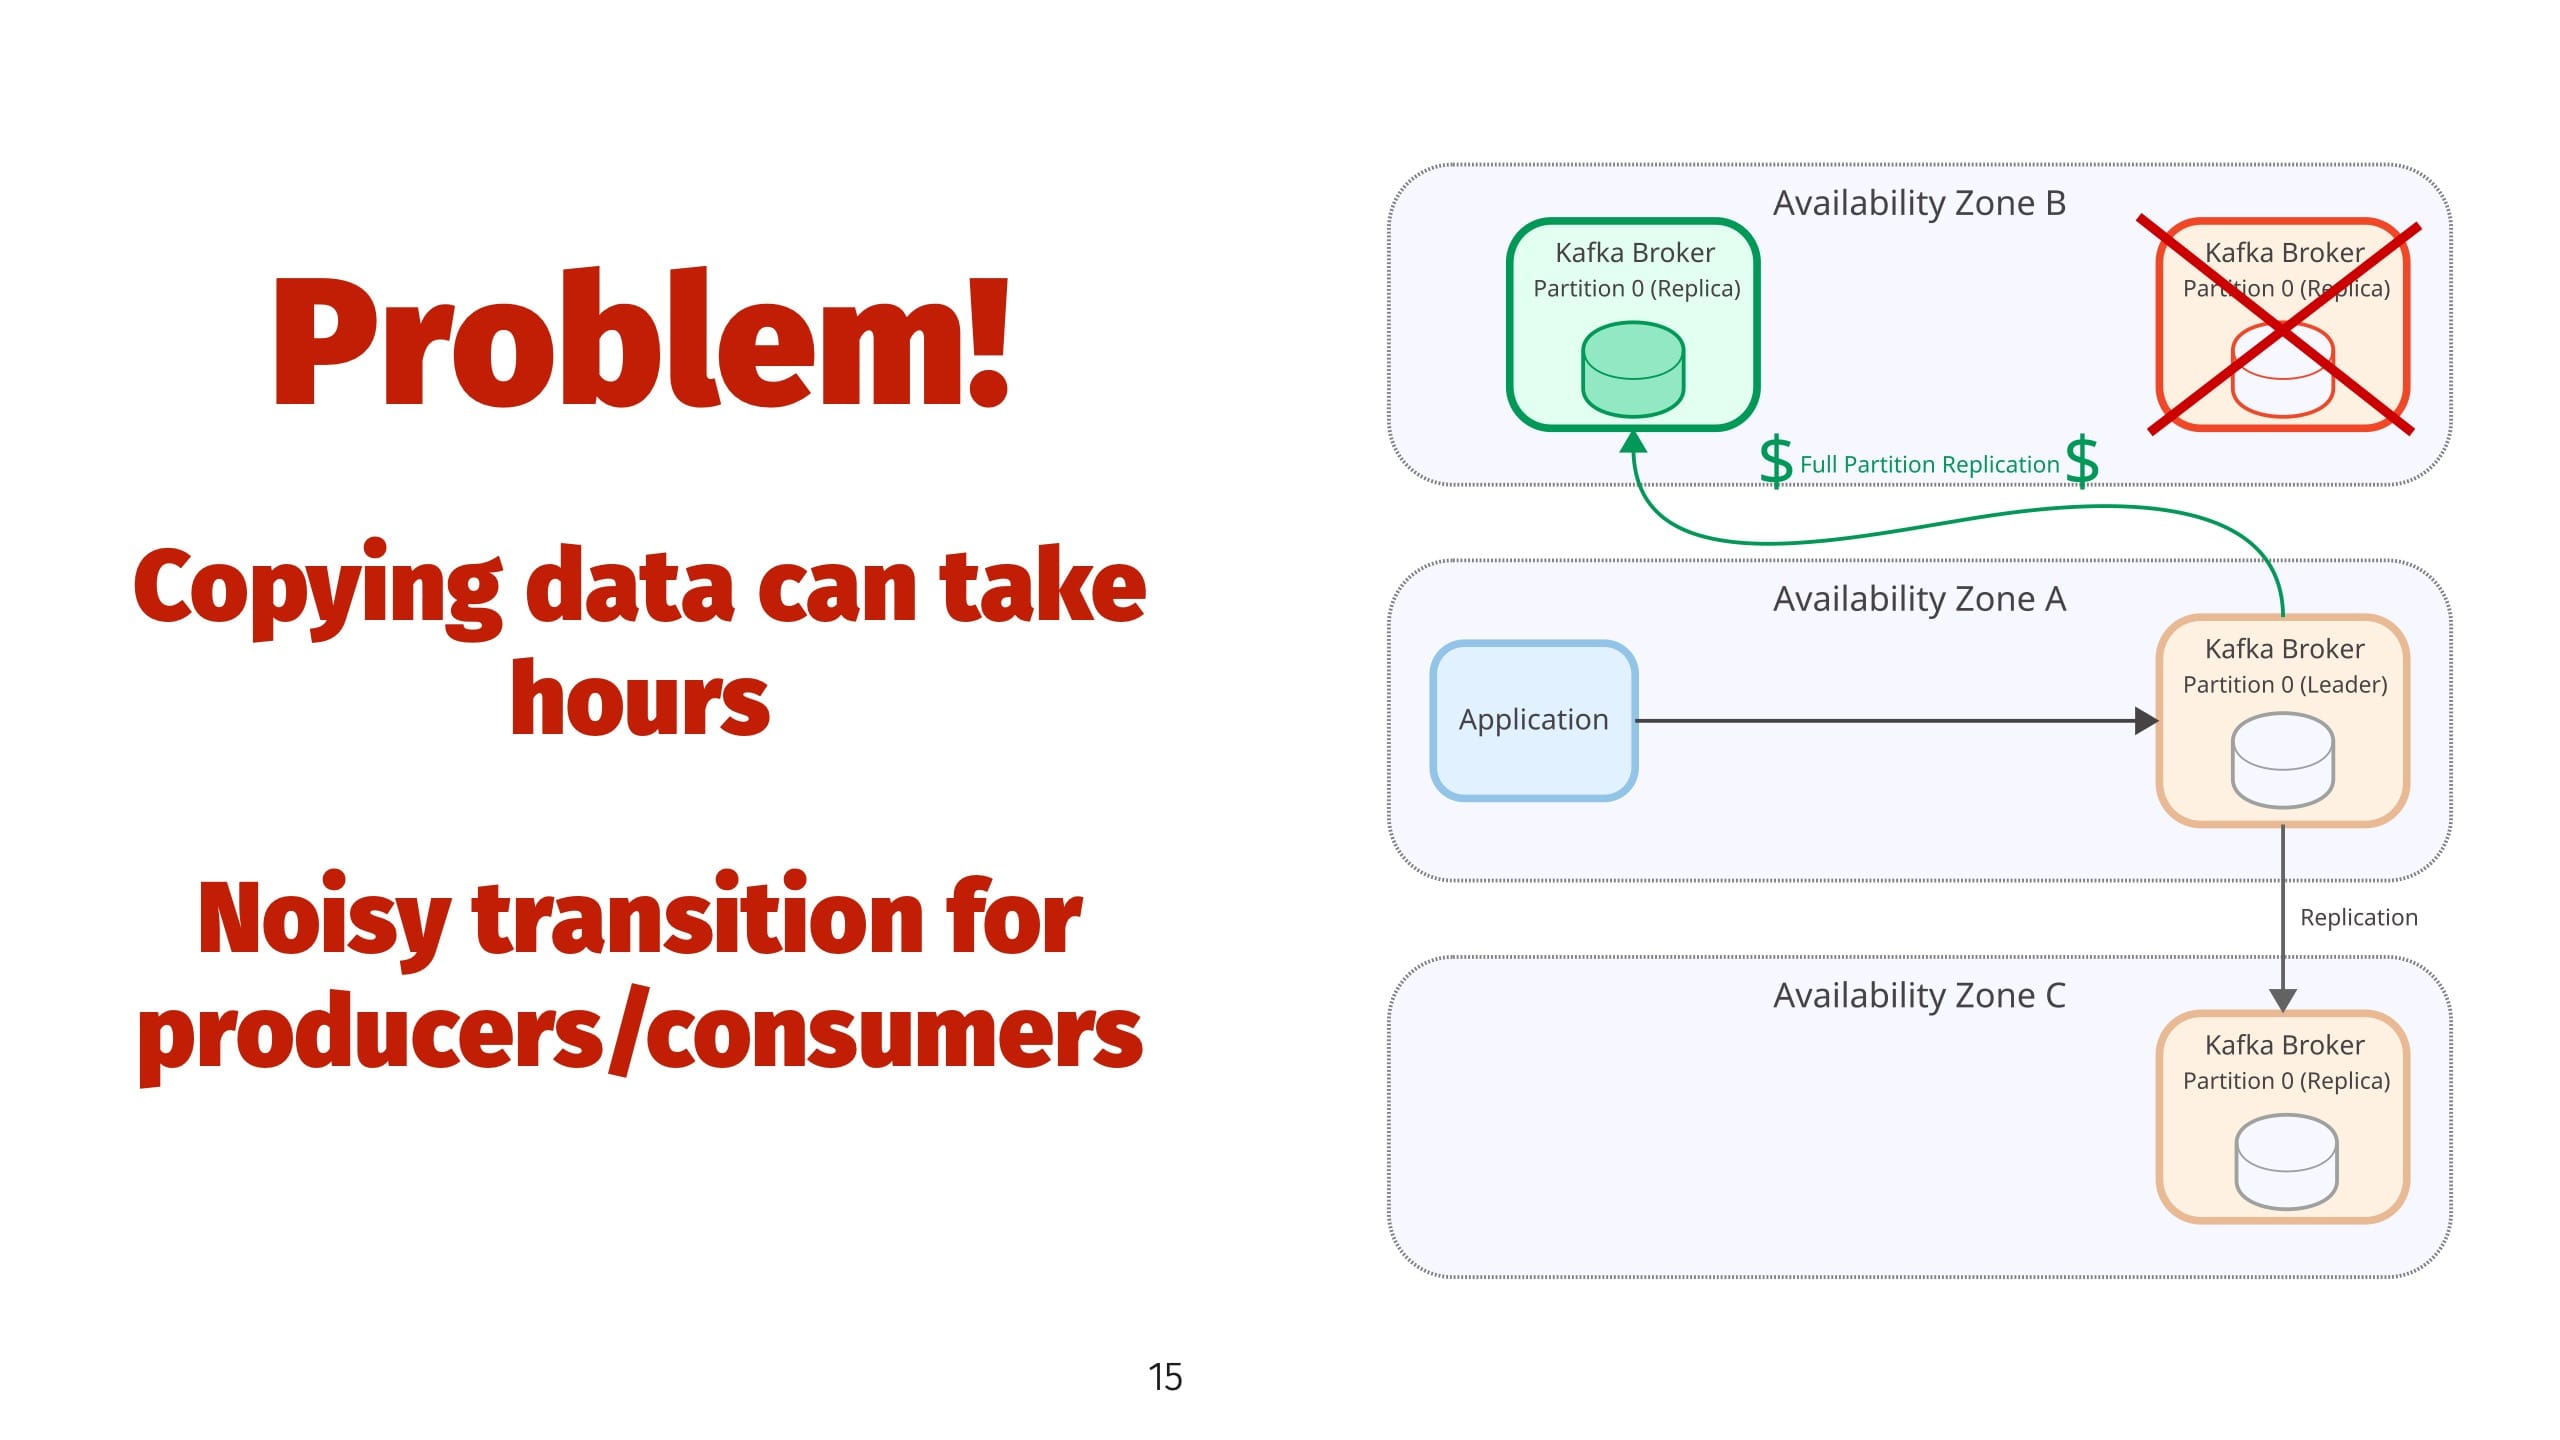 Problem!
Copying data can take
hours
Noisy transition for
producers/consumers
Availability Zone B
Kafka Broker
Partition 0 (Replica)
Kafka Broker
Partition 0 (Replica)
$ Full Partition Replication $
Availability Zone A
Application
Kafka Broker
Partition 0 (Leader)
Replication
Availability Zone C
Kafka Broker
Partition 0 (Replica)
15